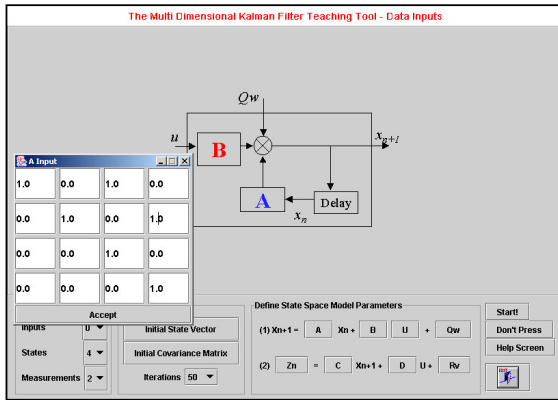 The Multi Dimensional Kalman Filter Teaching Tool - Data Inputs
Qw
u
B
x_{n+1}
A
x_n
Delay
A Input
1.0 0.0 1.0 0.0
0.0 1.0 0.0 1.0
0.0 0.0 1.0 0.0
0.0 0.0 0.0 1.0
Accept
Inputs 0
States 4
Measurements 2
Initial State Vector
Initial Covariance Matrix
Iterations 50
Define State Space Model Parameters
(1) Xn+1 = A Xn + B U + Qw
(2) Zn = C Xn+1 + D U + Rv
Start!
Don't Press
Help Screen